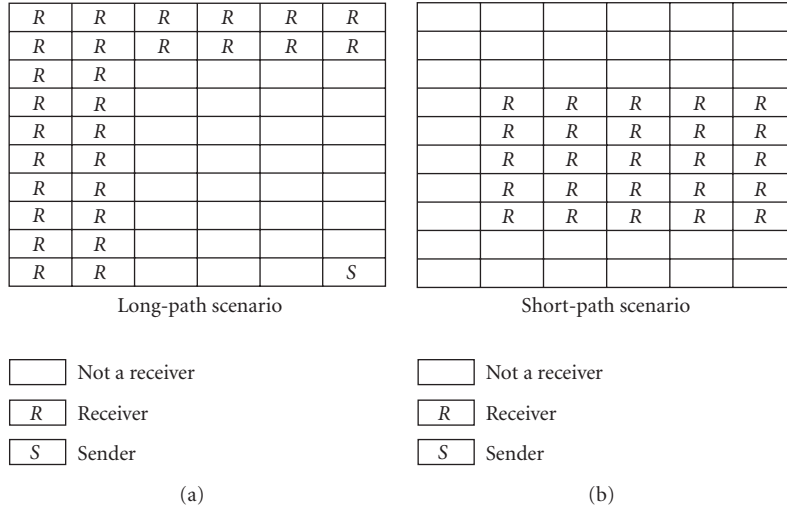 R R R R R R
R R R R R R
R R
R R
R R
R R
R R
R R
R R
R R S
Long-path scenario
Not a receiver
R Receiver
S Sender
(a)
R R R R R
R R R R R
R R R R R
R R R R R
R R R R R
Short-path scenario
Not a receiver
R Receiver
S Sender
(b)